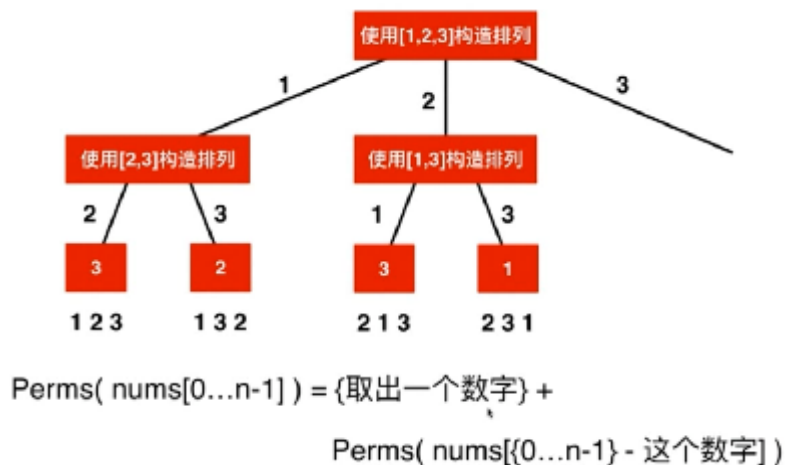 使用[1,2,3]构造排列
1
2
3
使用[2,3]构造排列
使用[1,3]构造排列
2
3
1
3
3
2
3
1
1 2 3
1 3 2
2 1 3
2 3 1
Perms( nums[0...n-1] ) = {取出一个数字} +
Perms( nums[{0...n-1} - 这个数字] )